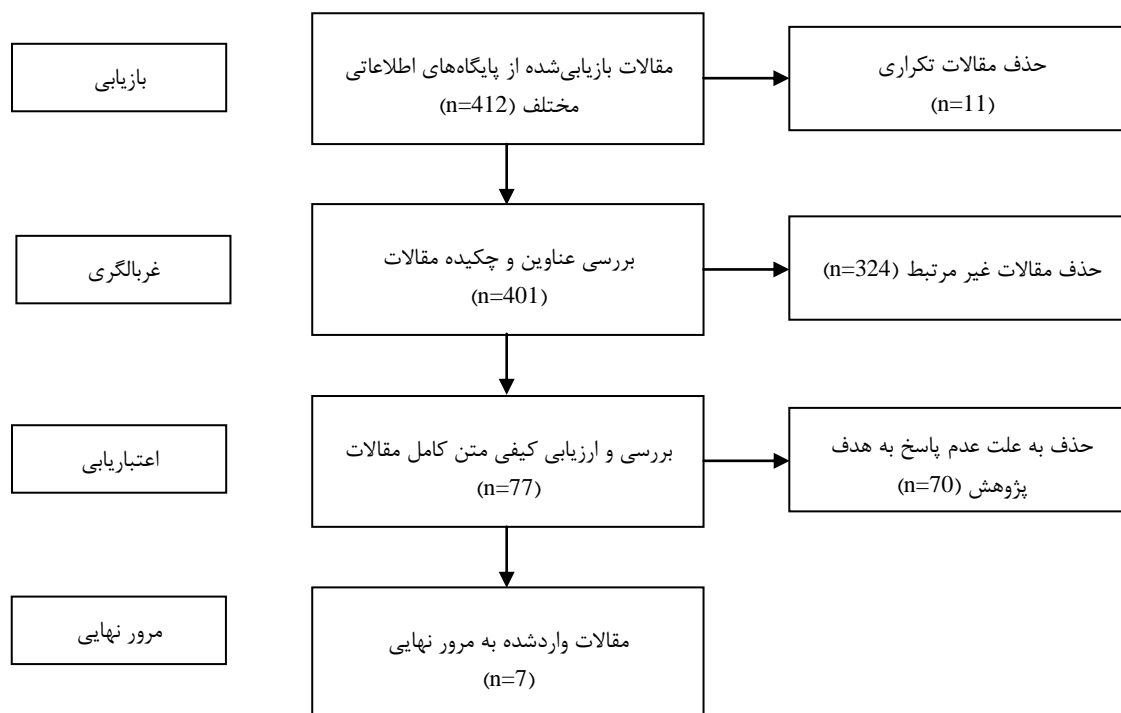 بازیابی
مقالات بازیابی‌شده از پایگاه‌های اطلاعاتی
مختلف (n=412)
حذف مقالات تکراری
(n=11)
غربالگری
بررسی عناوین و چکیده مقالات
(n=401)
حذف مقالات غیر مرتبط (n=324)
اعتباریابی
بررسی و ارزیابی کیفی متن کامل مقالات
(n=77)
حذف به علت عدم پاسخ به هدف
پژوهش (n=70)
مرور نهایی
مقالات واردشده به مرور نهایی
(n=7)